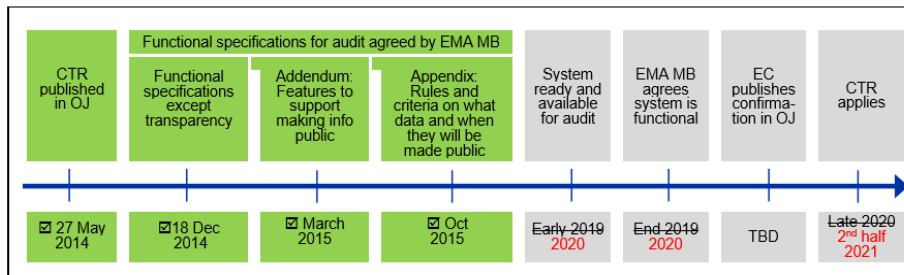 Functional specifications for audit agreed by EMA MB
CTR
published
in OJ
Functional
specifications
except
transparency
Addendum:
Features to
support
making info
public
Appendix:
Rules and
criteria on what
data and when
they will be
made public
System
ready and
available
for audit
EMA MB
agrees
system is
functional
EC
publishes
confirma-
tion in OJ
CTR
applies
☑ 27 May
2014
☑18 Dec
2014
☑ March
2015
☑ Oct
2015
Early 2019
2020
End 2019
2020
TBD
Late 2020
2nd half
2021